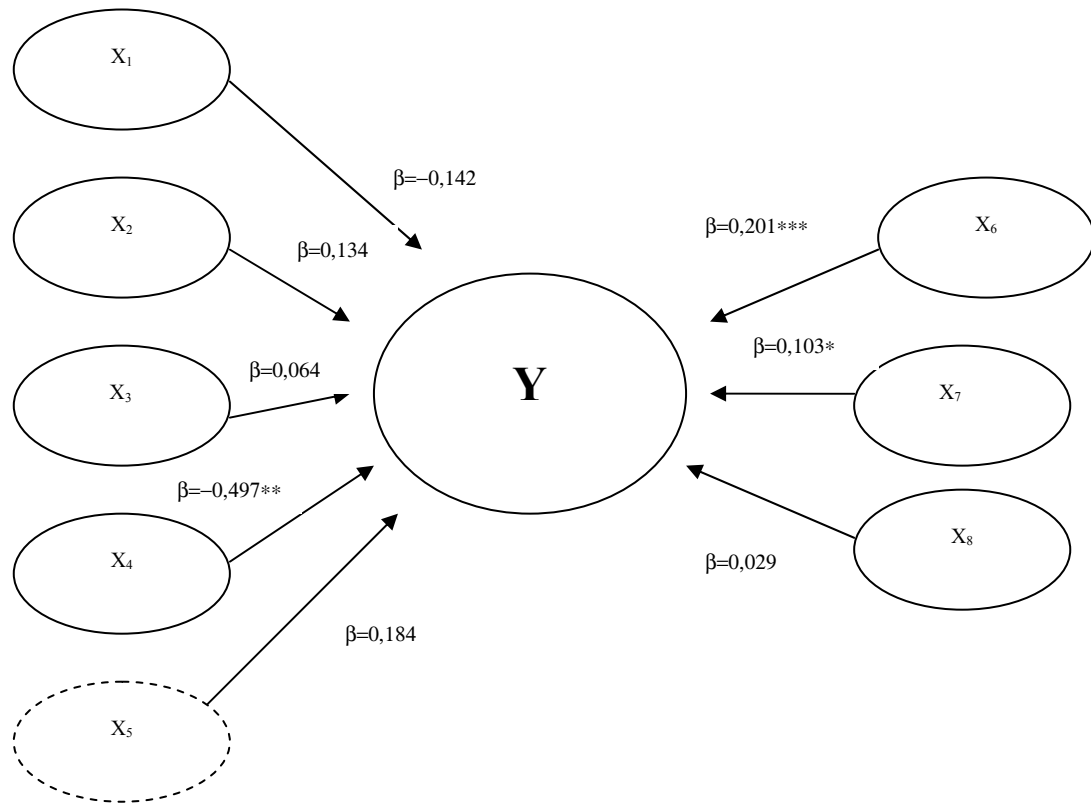 X₁
β=−0,142
X₂
β=0,134
X₃
β=0,064
X₄
β=−0,497**
X₅
β=0,184
Y
β=0,201***
X₆
β=0,103*
X₇
β=0,029
X₈